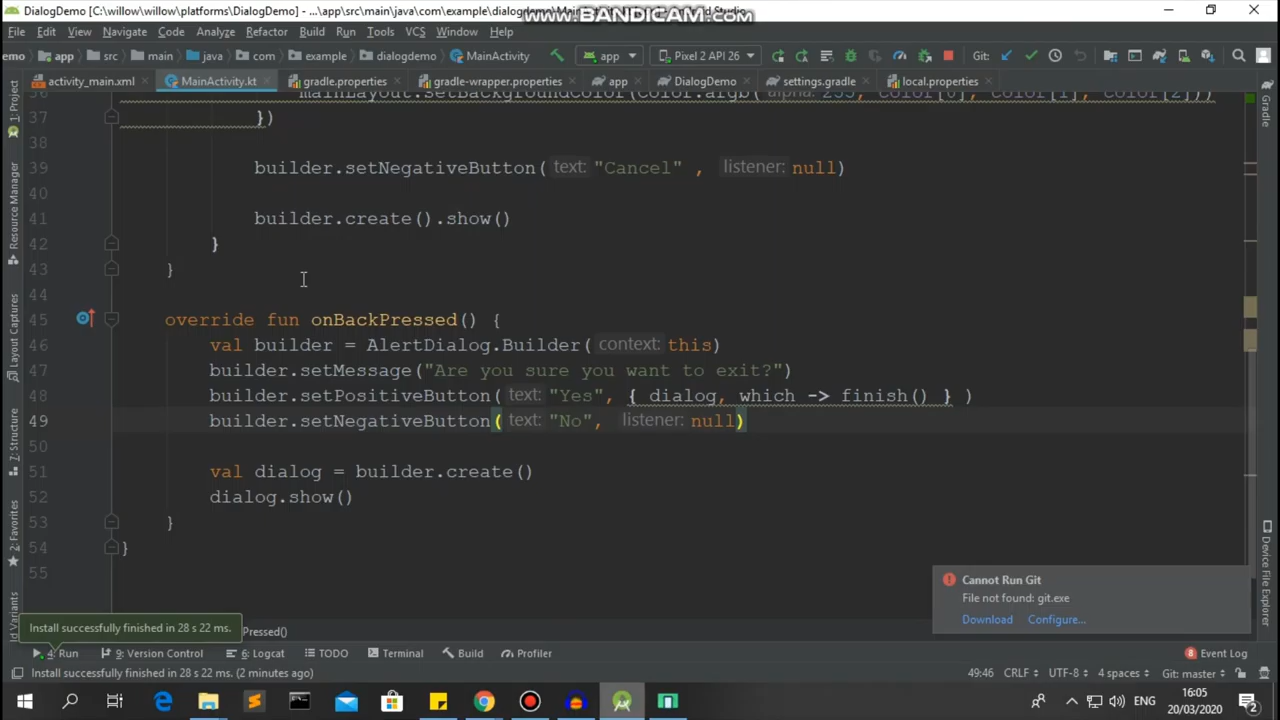 DialogDemo [C:\willow\willow\platforms\DialogDemo] - ...\app\src\main\java\com\example\dialogdemo\Main
www.BANDICAM.com
File Edit View Navigate Code Analyze Refactor Build Run Tools VCS Window Help
emo app src main java com example dialogdemo MainActivity app Pixel 2 API 26 Git:
activity_main.xml MainActivity.kt gradle.properties gradle-wrapper.properties app DialogDemo settings.gradle local.properties
36 mainLayout.setBackgroundColor(Color.argb( alpha: 255, color[0], color[1], color[2]))
37 })
38
39 builder.setNegativeButton( text: "Cancel" , listener: null)
40
41 builder.create().show()
42 }
43 }
44
45 override fun onBackPressed() {
46 val builder = AlertDialog.Builder( context: this)
47 builder.setMessage("Are you sure you want to exit?")
48 builder.setPositiveButton( text: "Yes", { dialog, which -> finish() } )
49 builder.setNegativeButton( text: "No", listener: null)
50
51 val dialog = builder.create()
52 dialog.show()
53 }
54 }
55
1: Project
Resource Manager
Layout Captures
7: Structure
2: Favorites
ld Variants
Gradle
Device File Explorer
Cannot Run Git
File not found: git.exe
Download Configure...
Install successfully finished in 28 s 22 ms.
Pressed()
4: Run 9: Version Control 6: Logcat TODO Terminal Build Profiler 8 Event Log
Install successfully finished in 28 s 22 ms. (2 minutes ago) 49:46 CRLF UTF-8 4 spaces Git: master
ENG 16:05
20/03/2020 2